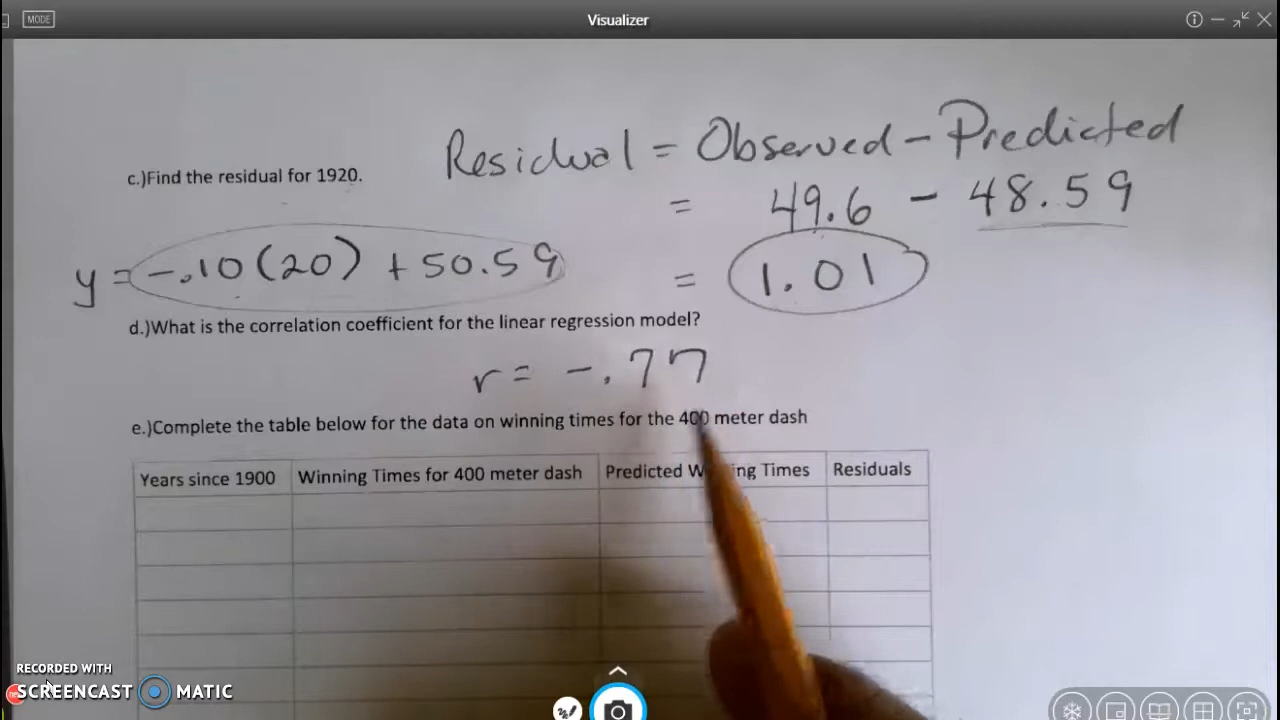 MODE
Visualizer
Residual = Observed - Predicted
c.)Find the residual for 1920.
= 49.6 - 48.59
y = -.10(20) + 50.59
= 1.01
d.)What is the correlation coefficient for the linear regression model?
r = -.77
e.)Complete the table below for the data on winning times for the 400 meter dash
Years since 1900 Winning Times for 400 meter dash Predicted Winning Times Residuals
RECORDED WITH
SCREENCAST MATIC